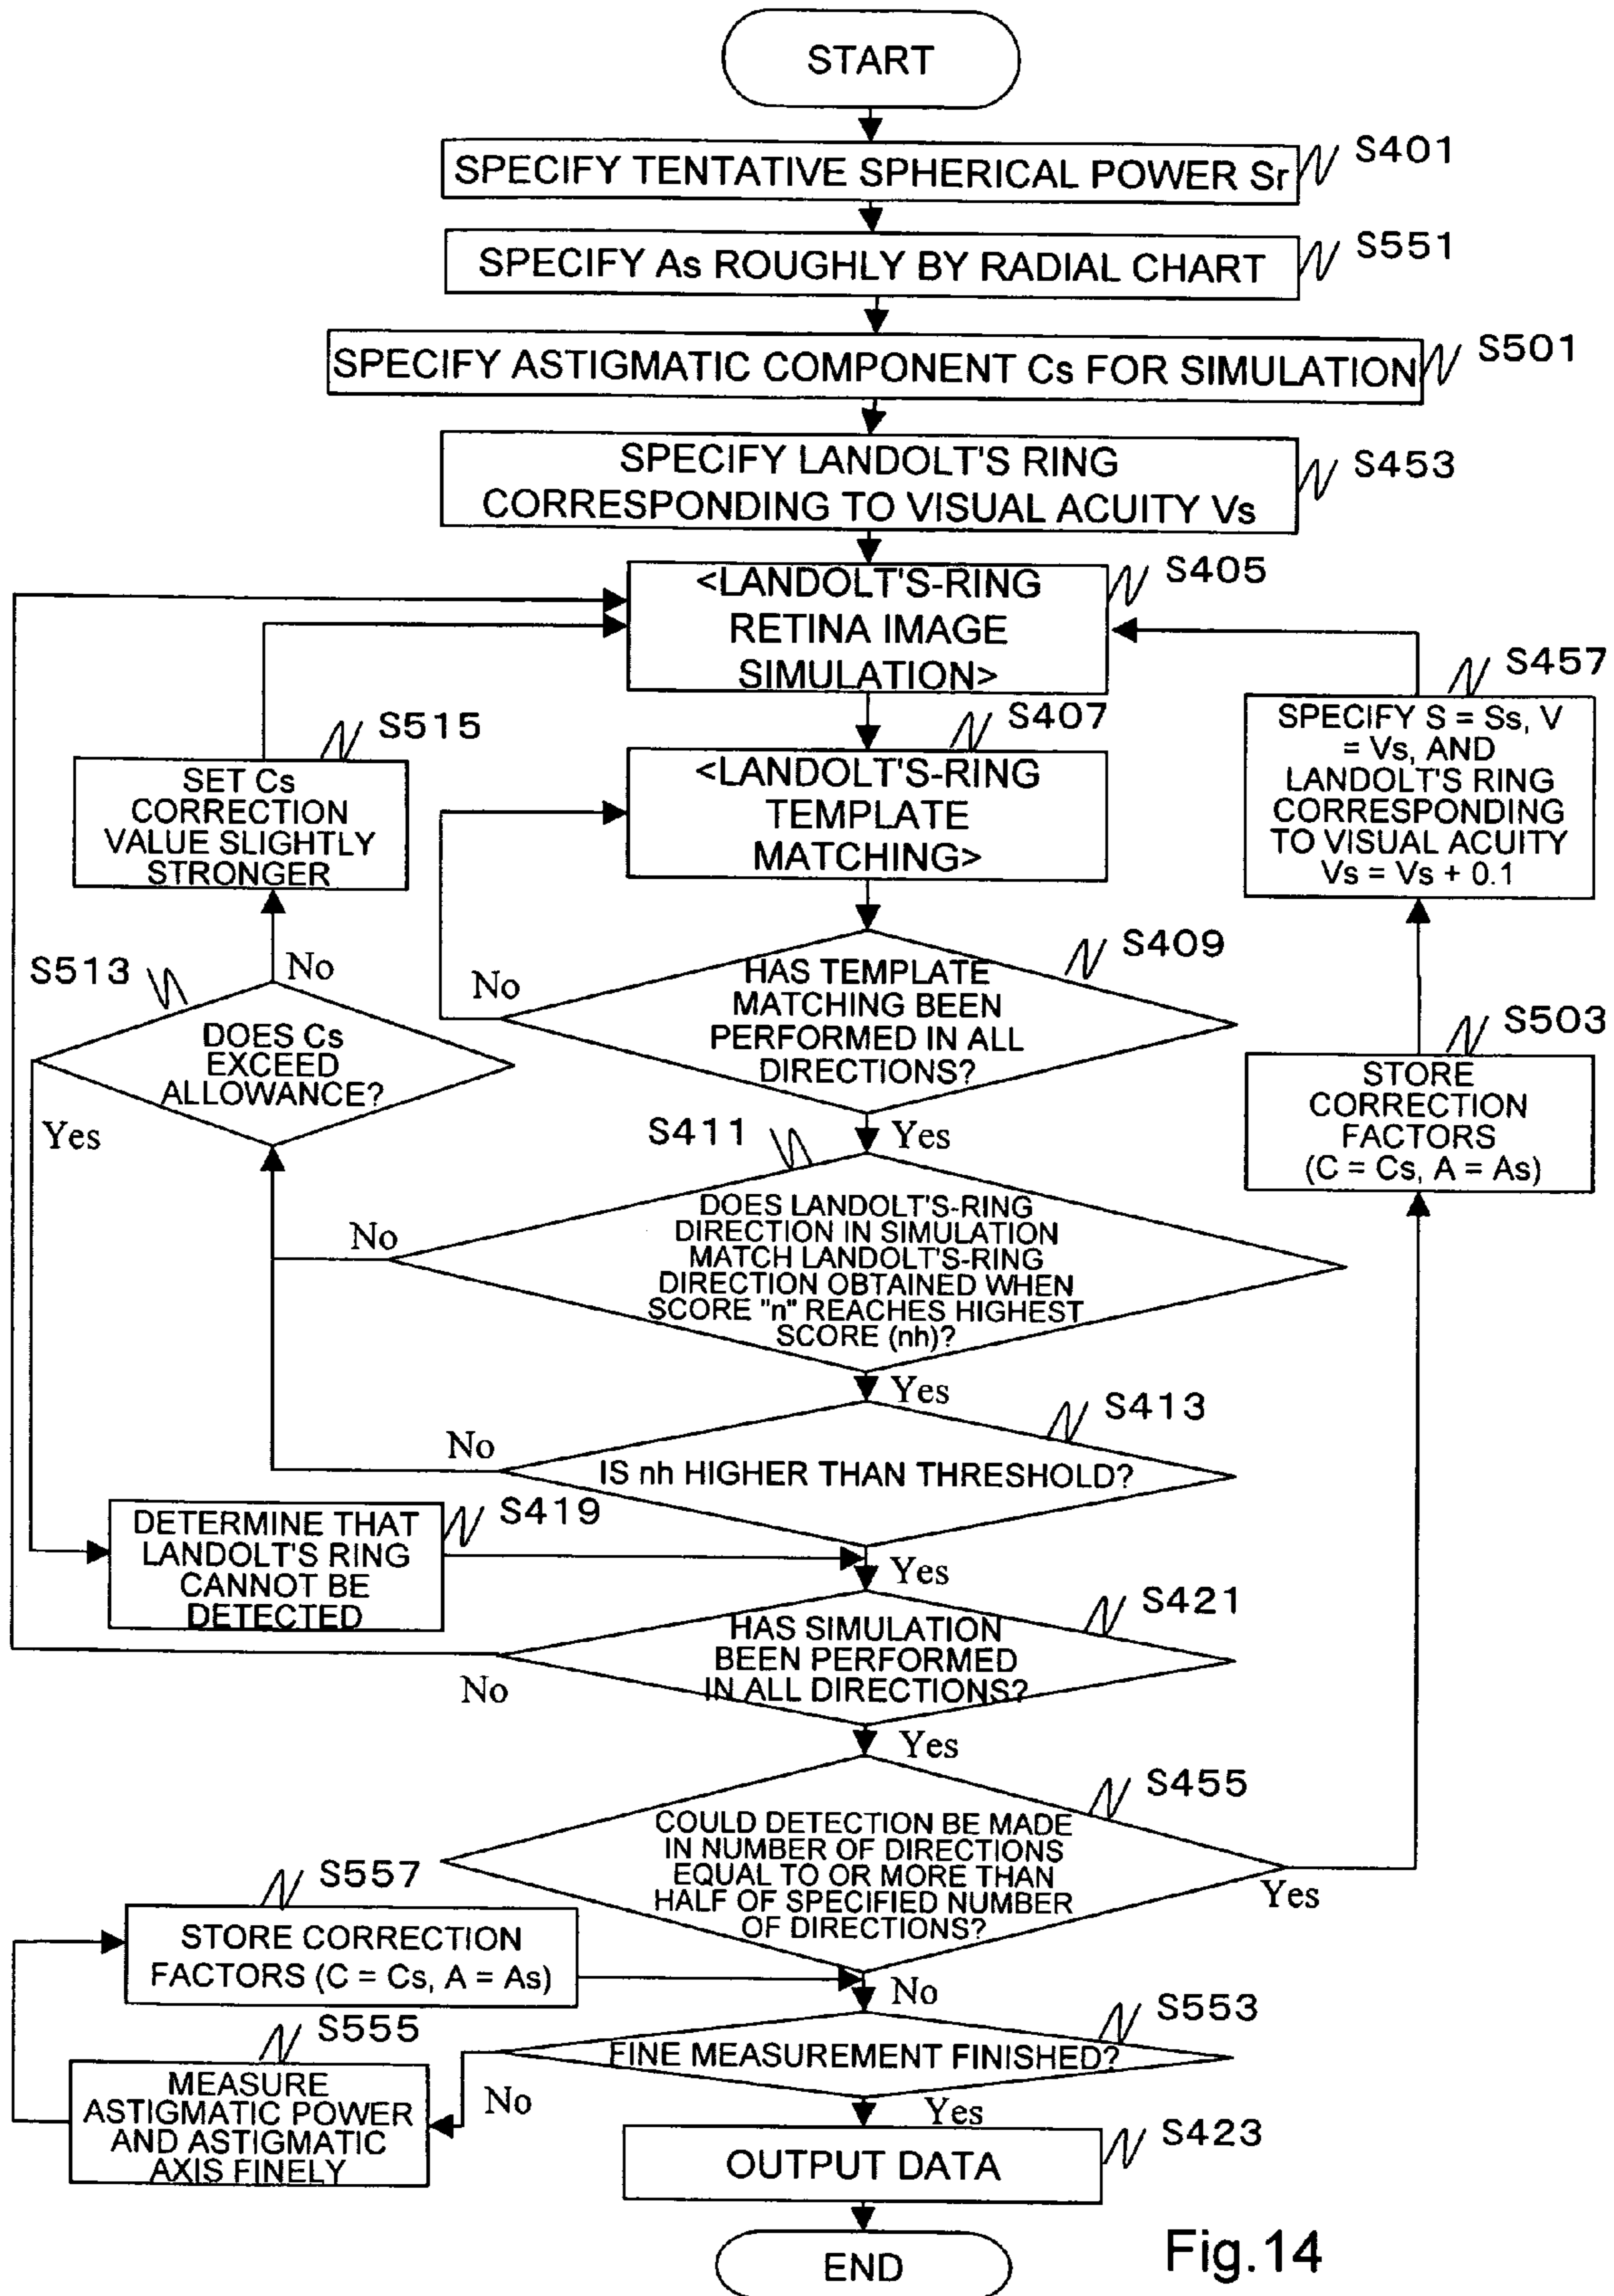 START
SPECIFY TENTATIVE SPHERICAL POWER Sr
S401
SPECIFY As ROUGHLY BY RADIAL CHART
S551
SPECIFY ASTIGMATIC COMPONENT Cs FOR SIMULATION
S501
SPECIFY LANDOLT'S RING
CORRESPONDING TO VISUAL ACUITY Vs
S453
<LANDOLT'S-RING
RETINA IMAGE
SIMULATION>
S405
S457
SPECIFY S = Ss, V
= Vs, AND
LANDOLT'S RING
CORRESPONDING
TO VISUAL ACUITY
Vs = Vs + 0.1
S515
SET Cs
CORRECTION
VALUE SLIGHTLY
STRONGER
S407
<LANDOLT'S-RING
TEMPLATE
MATCHING>
S409
HAS TEMPLATE
MATCHING BEEN
PERFORMED IN ALL
DIRECTIONS?
No
Yes
S513
No
DOES Cs
EXCEED
ALLOWANCE?
Yes
S503
STORE
CORRECTION
FACTORS
(C = Cs, A = As)
S411
DOES LANDOLT'S-RING
DIRECTION IN SIMULATION
MATCH LANDOLT'S-RING
DIRECTION OBTAINED WHEN
SCORE "n" REACHES HIGHEST
SCORE (nh)?
No
Yes
S413
No
IS nh HIGHER THAN THRESHOLD?
Yes
S419
DETERMINE THAT
LANDOLT'S RING
CANNOT BE
DETECTED
S421
HAS SIMULATION
BEEN PERFORMED
IN ALL DIRECTIONS?
No
Yes
S455
COULD DETECTION BE MADE
IN NUMBER OF DIRECTIONS
EQUAL TO OR MORE THAN
HALF OF SPECIFIED NUMBER
OF DIRECTIONS?
Yes
No
S557
STORE CORRECTION
FACTORS (C = Cs, A = As)
S553
FINE MEASUREMENT FINISHED?
No
Yes
S555
MEASURE
ASTIGMATIC POWER
AND ASTIGMATIC
AXIS FINELY
S423
OUTPUT DATA
END
Fig.14